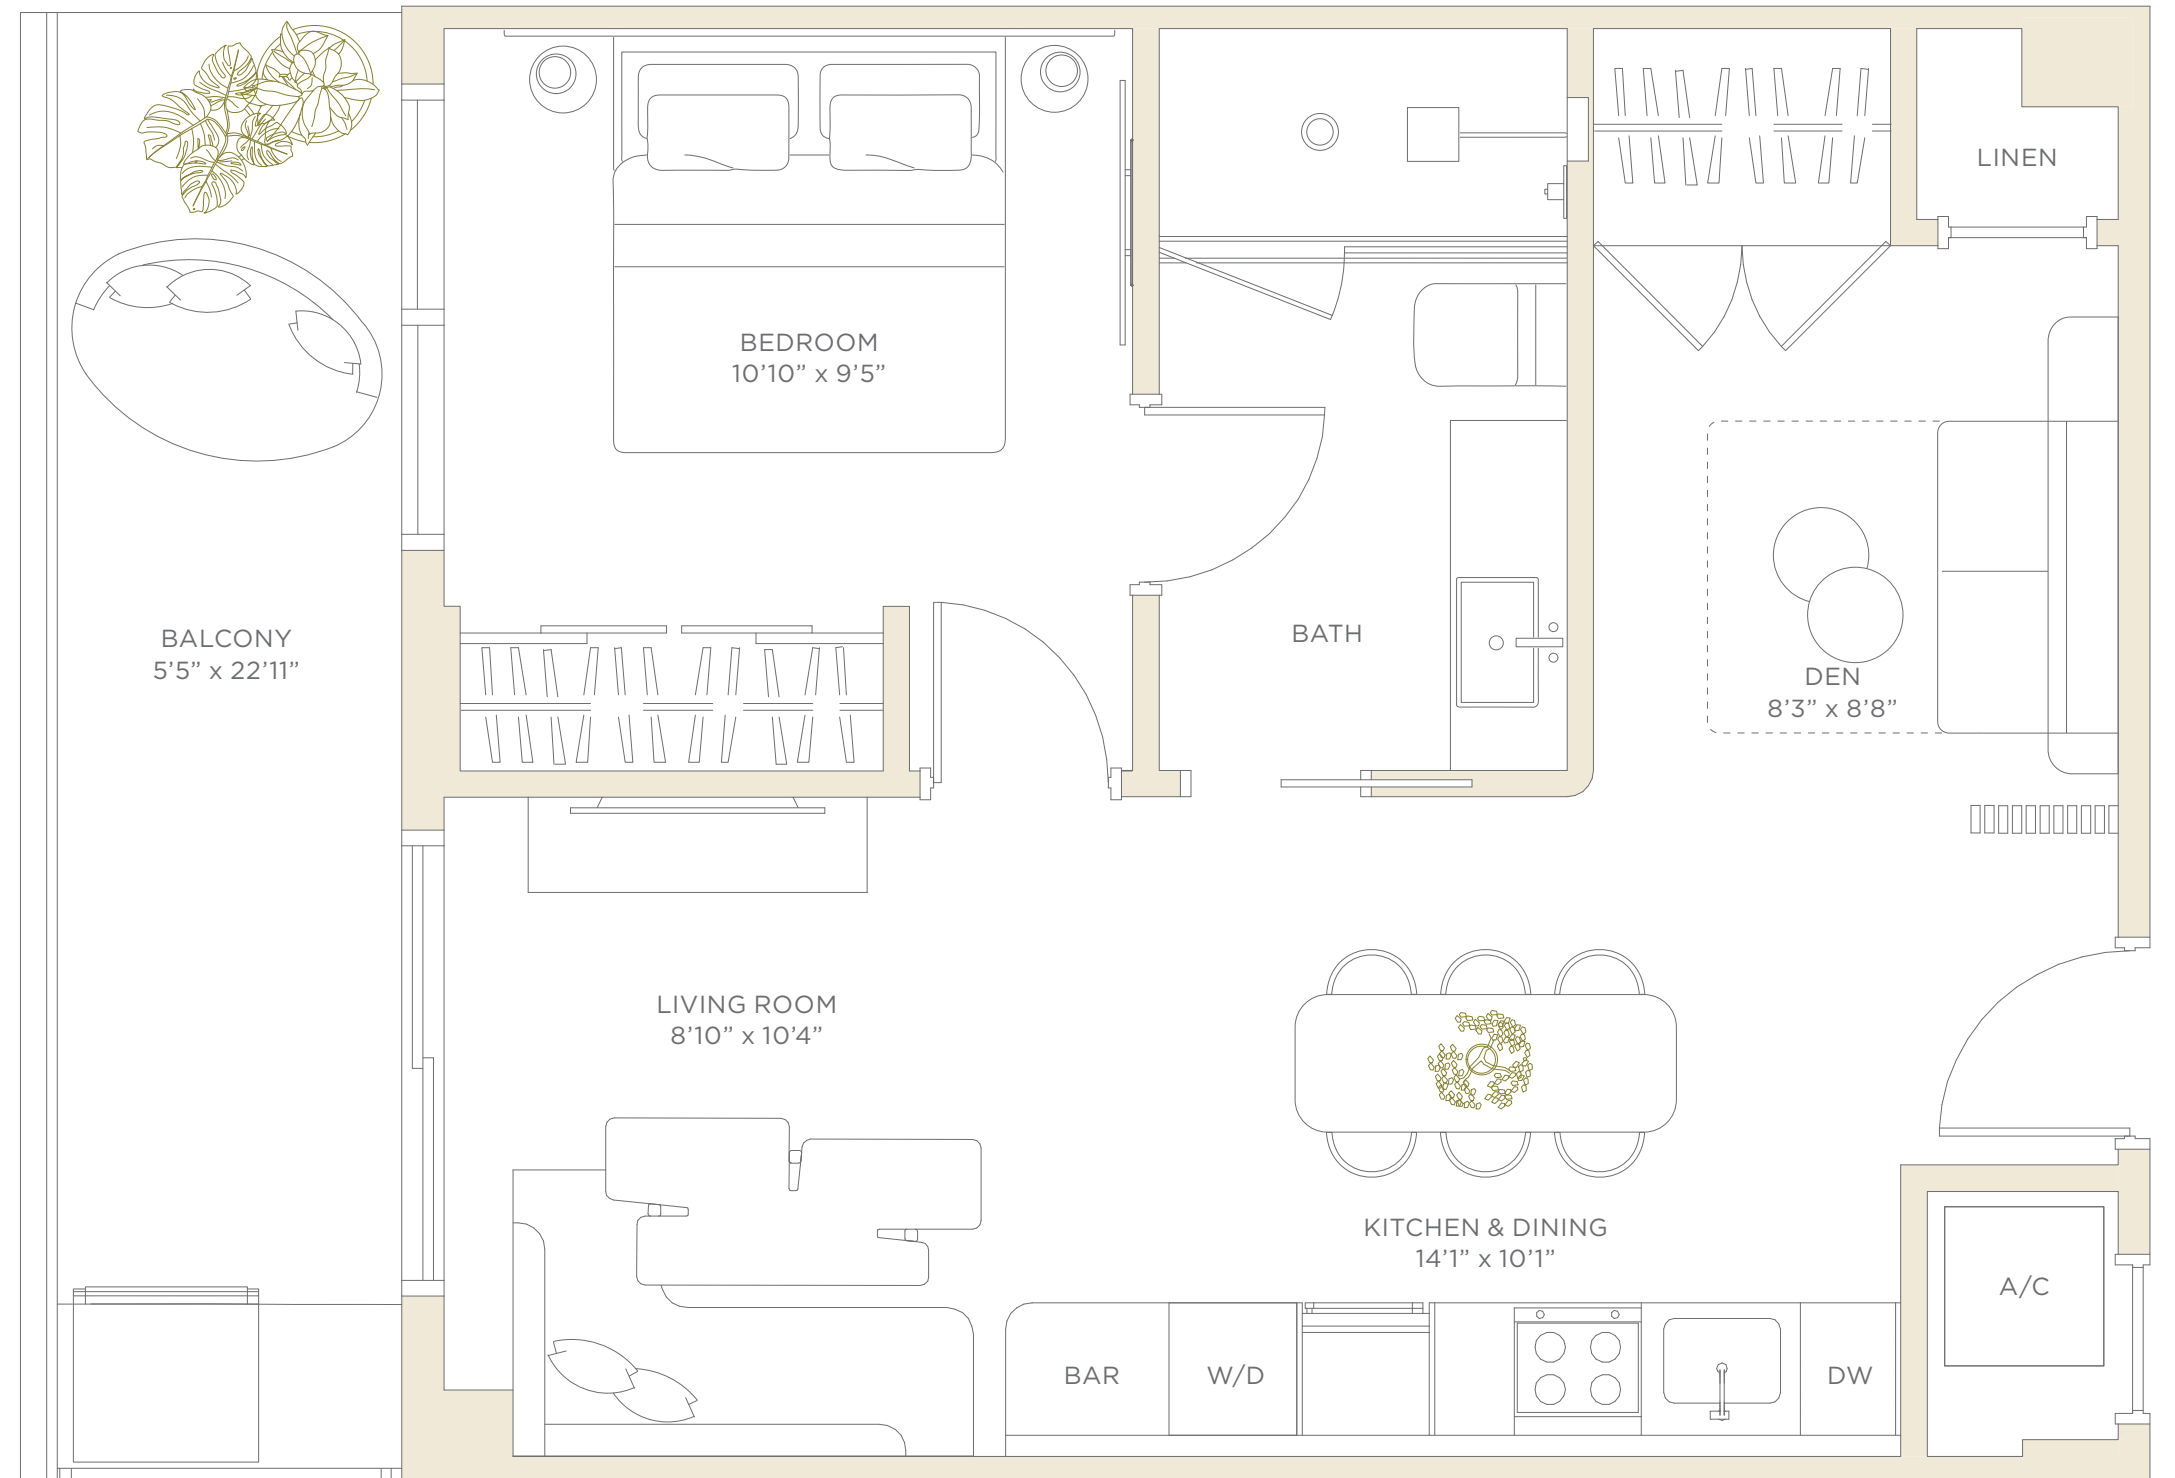 LINEN
BEDROOM
10’10” x 9’5”
BALCONY
5’5” x 22’11”
BATH
DEN
8’3” x 8’8”
LIVING ROOM
8’10” x 10’4”
KITCHEN & DINING
14’1” x 10’1”
A/C
BAR
W/D
DW